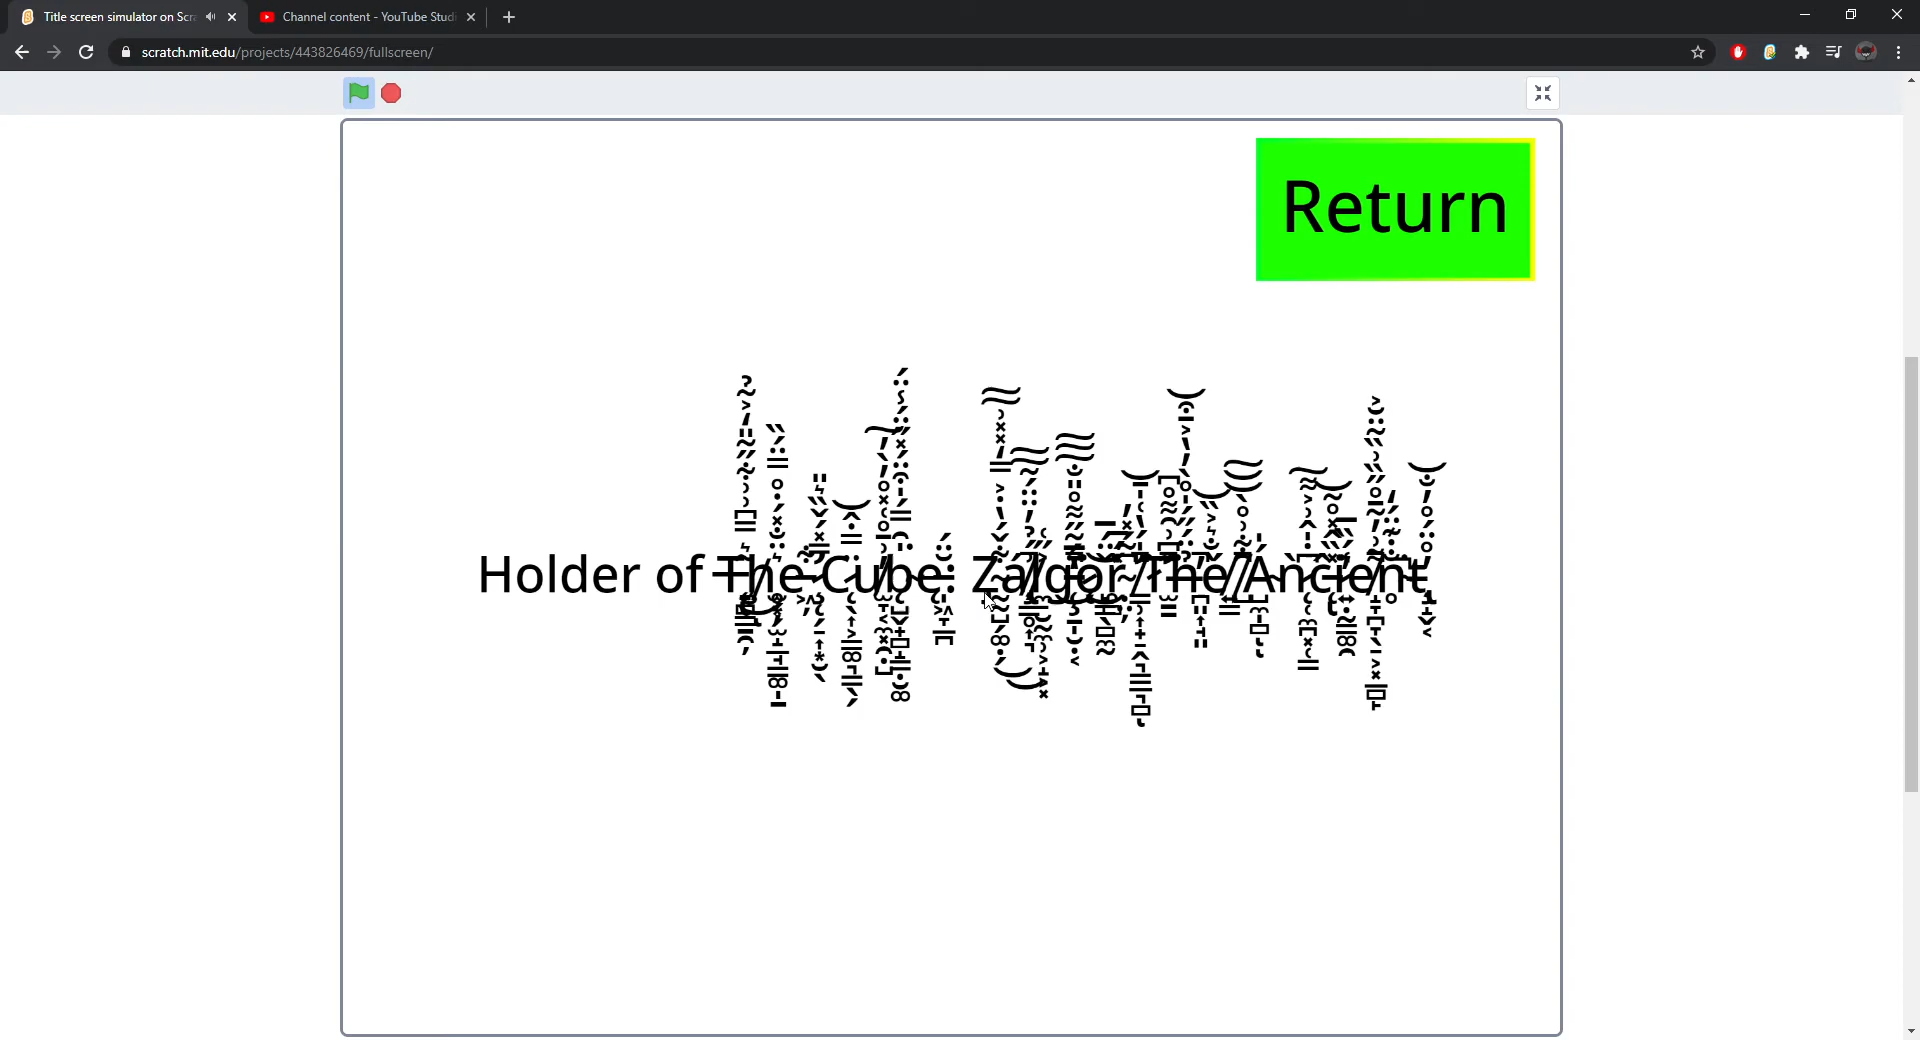 Title screen simulator on Scra
Channel content - YouTube Studi
scratch.mit.edu/projects/443826469/fullscreen/
Return
Holder of The Cube: Zalgor The Ancient